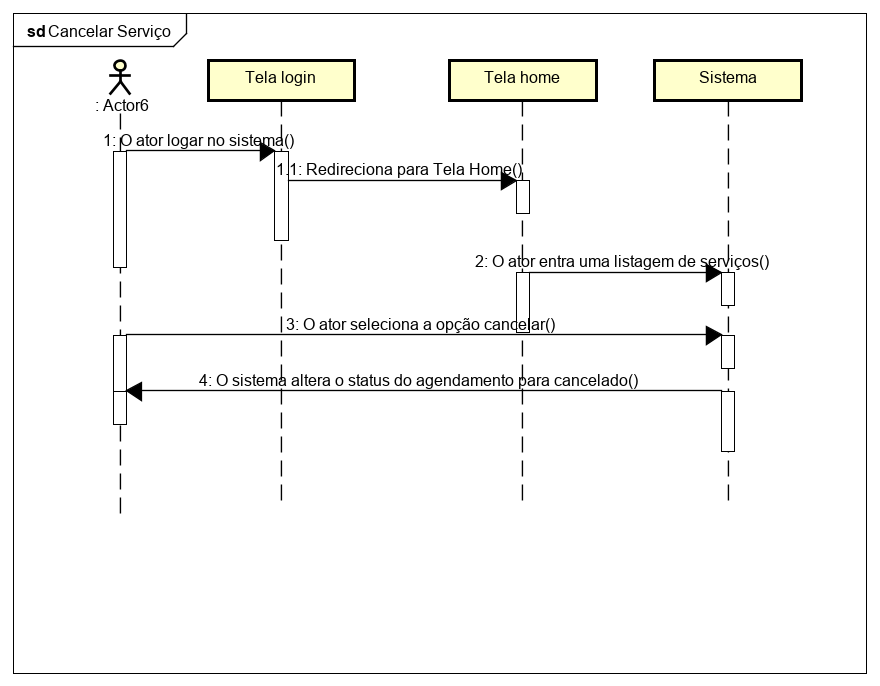 sd Cancelar Serviço
Tela login
Tela home
Sistema
: Actor6
1: O ator logar no sistema()
1.1: Redireciona para Tela Home()
2: O ator entra uma listagem de serviços()
3: O ator seleciona a opção cancelar()
4: O sistema altera o status do agendamento para cancelado()